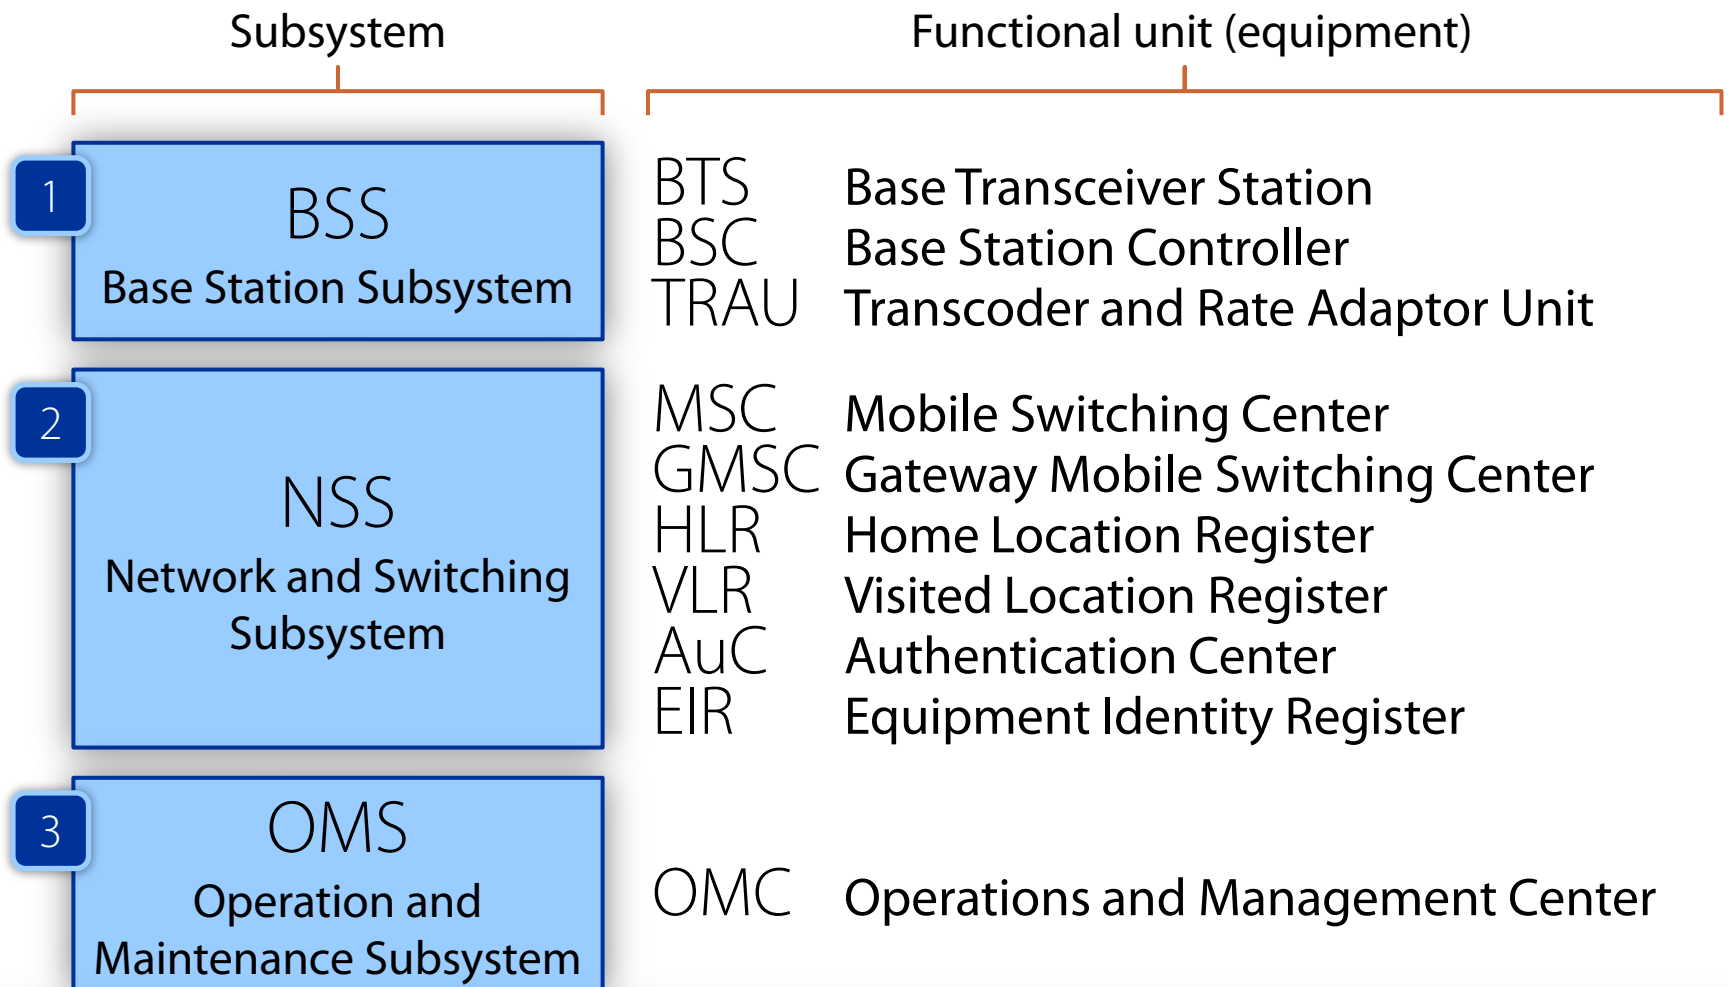 Subsystem
Functional unit (equipment)
1
BSS
Base Station Subsystem
BTS Base Transceiver Station
BSC Base Station Controller
TRAU Transcoder and Rate Adaptor Unit
2
NSS
Network and Switching
Subsystem
MSC Mobile Switching Center
GMSC Gateway Mobile Switching Center
HLR Home Location Register
VLR Visited Location Register
AuC Authentication Center
EIR Equipment Identity Register
3
OMS
Operation and
Maintenance Subsystem
OMC Operations and Management Center